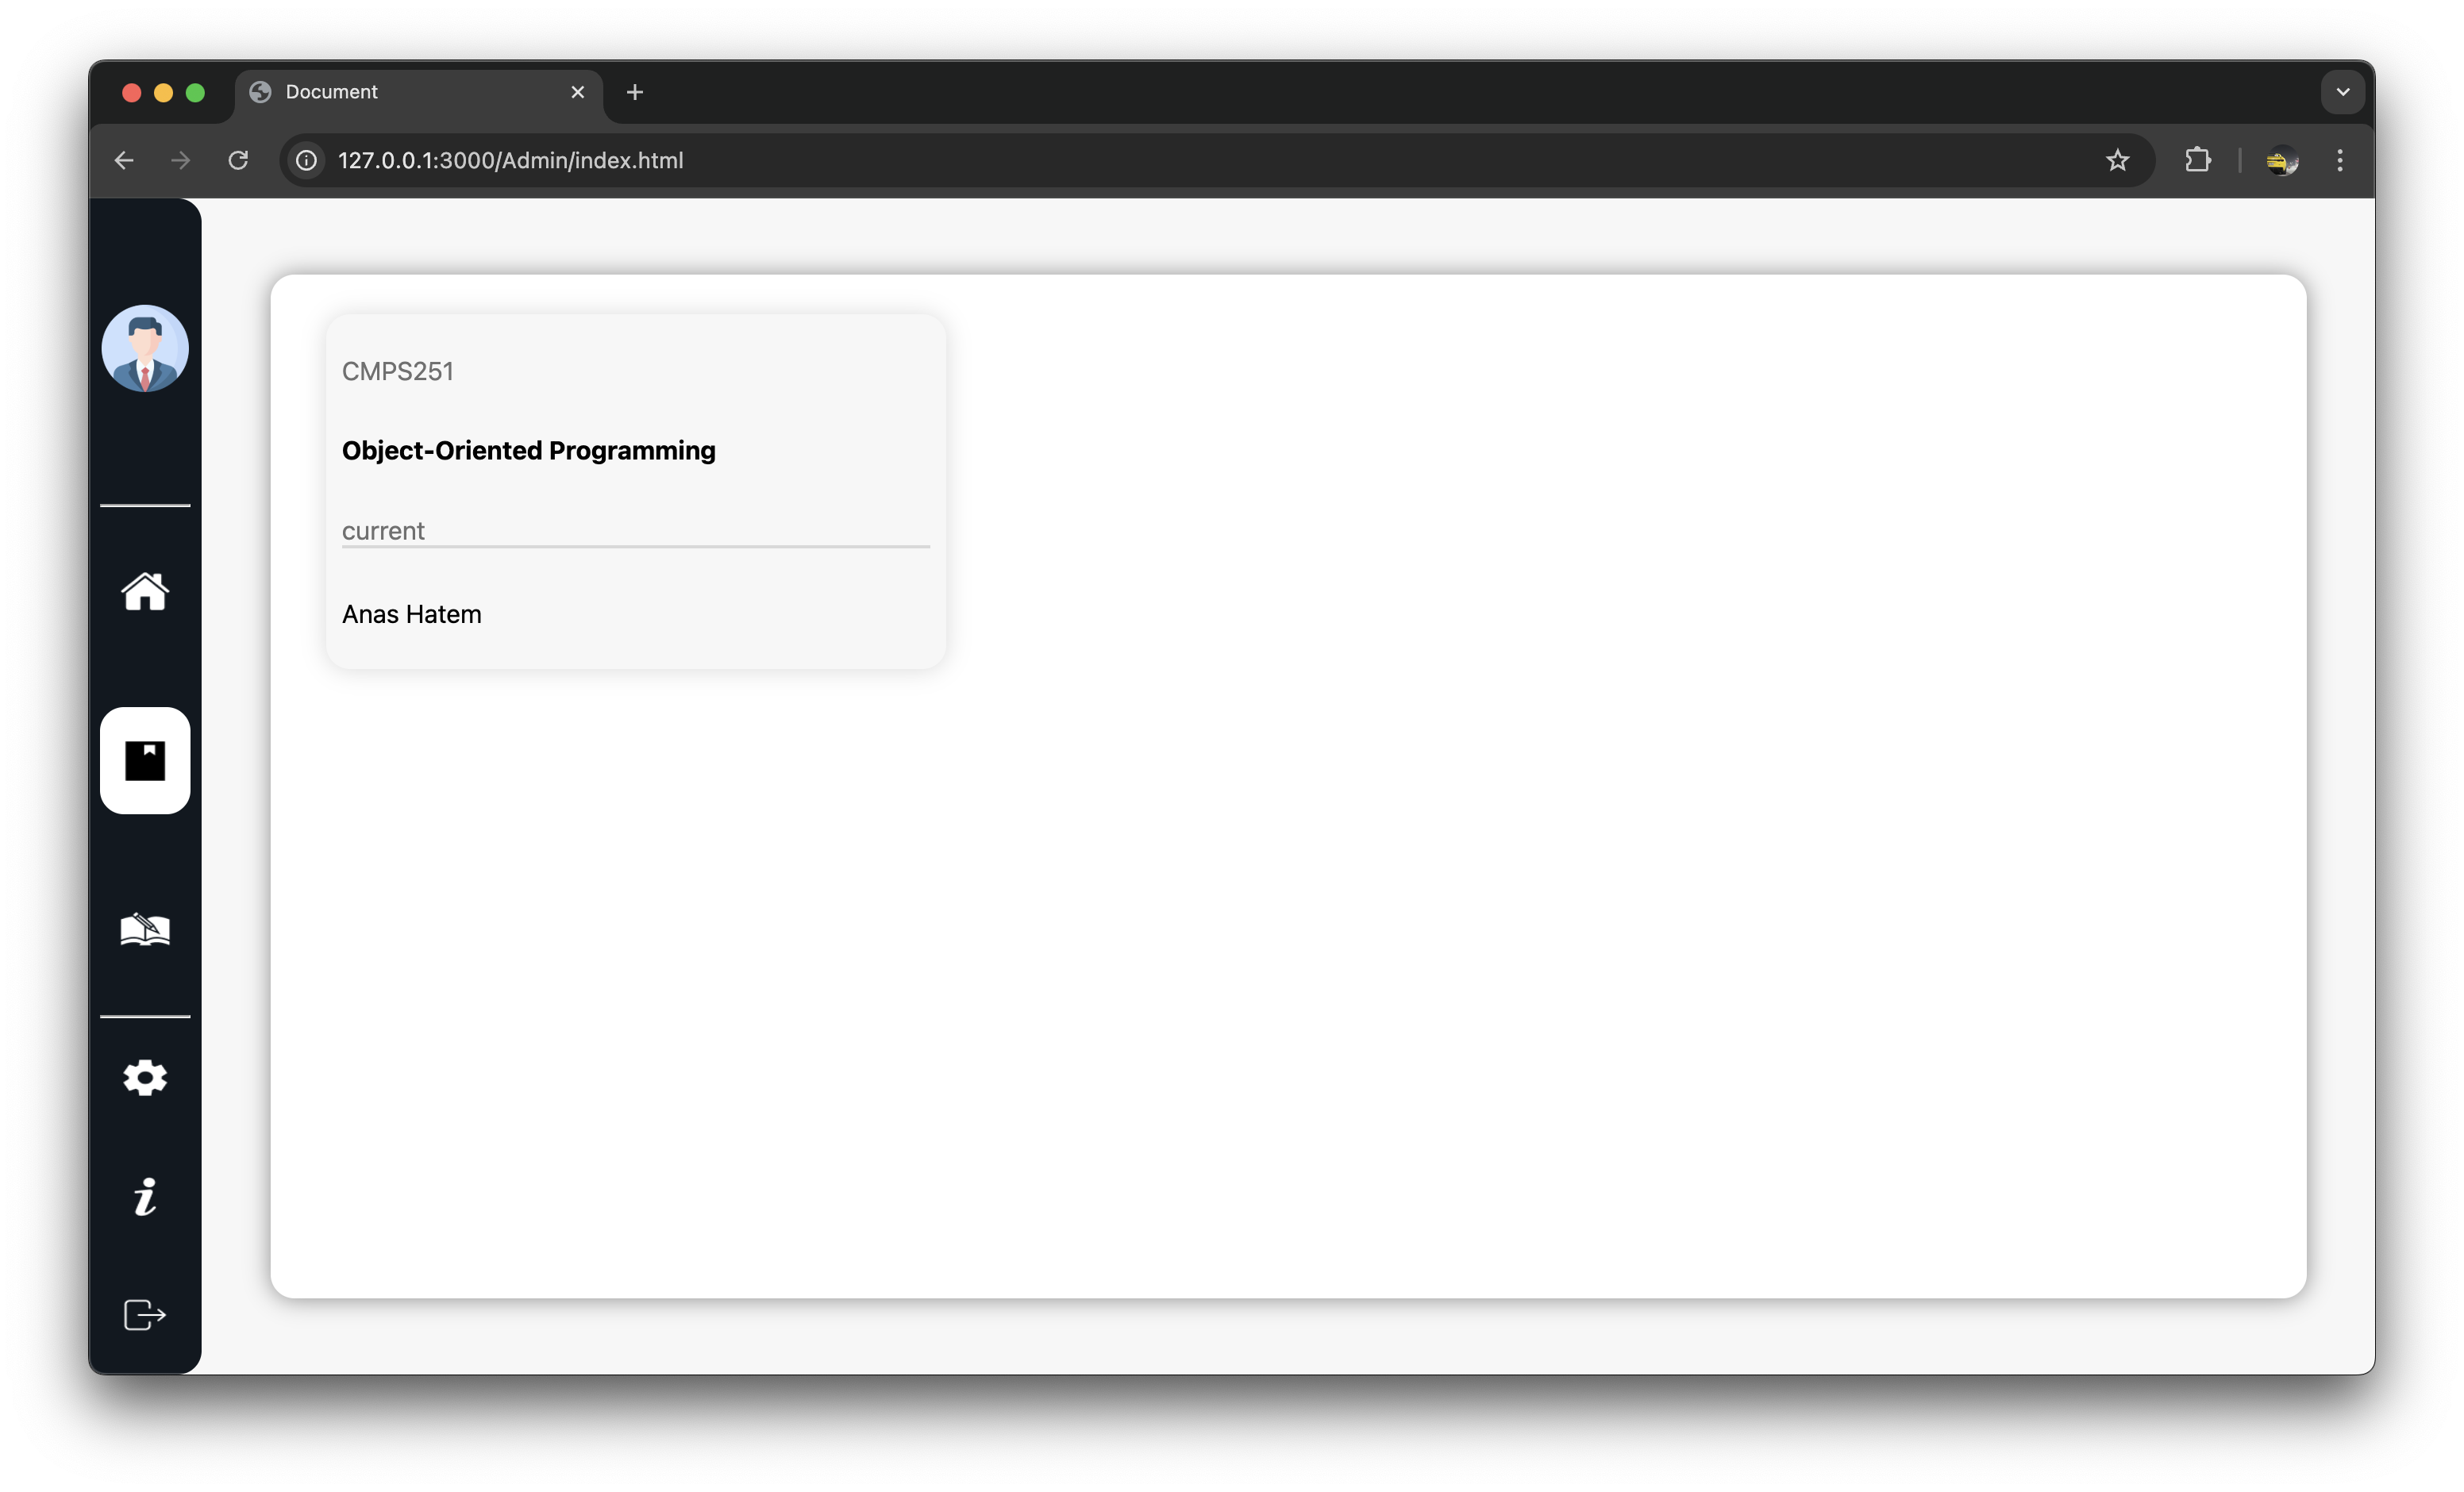 Document
127.0.0.1:3000/Admin/index.html
CMPS251
Object-Oriented Programming
current
Anas Hatem